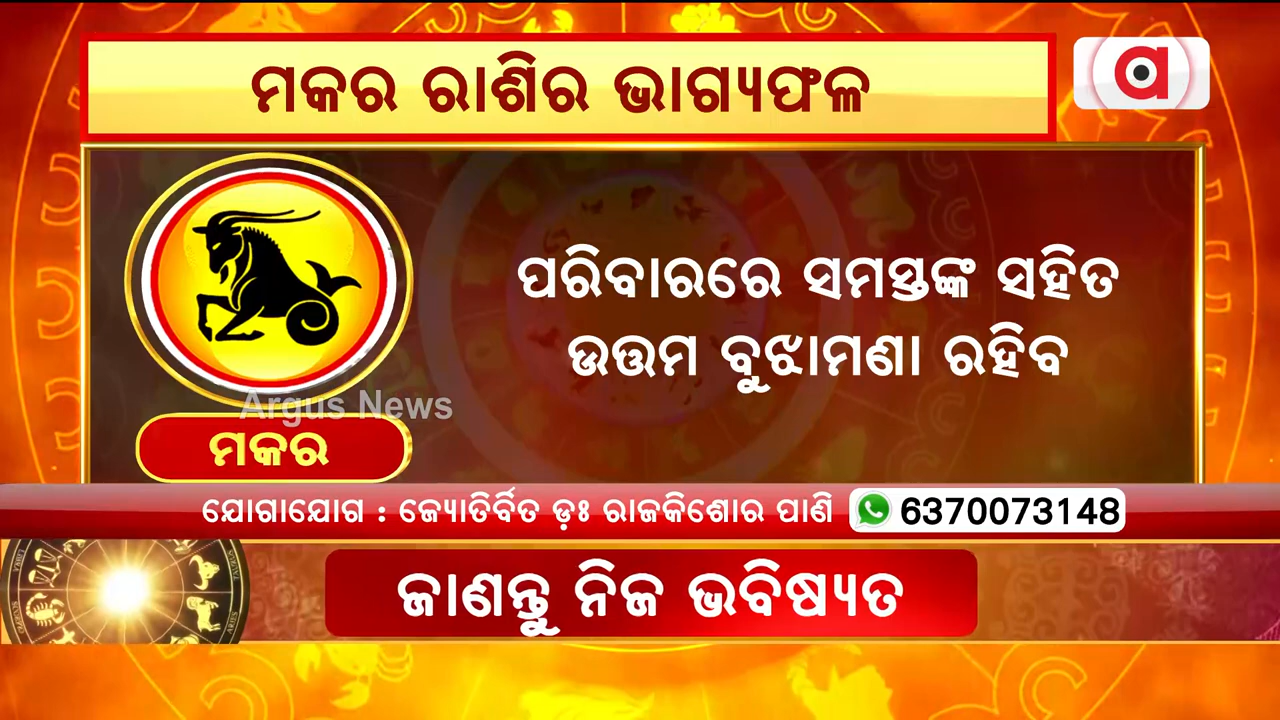 ମକର ରାଶିର ଭାଗ୍ୟଫଳ
a
ପରିବାରରେ ସମସ୍ତଙ୍କ ସହିତ
ଉତ୍ତମ ବୁଝାମଣା ରହିବ
Argus News
ମକର
ଯୋଗାଯୋଗ : ଜ୍ୟୋତିର୍ବିତ ଡ଼ଃ ରାଜକିଶୋର ପାଣି 6370073148
ଜାଣନ୍ତୁ ନିଜ ଭବିଷ୍ୟତ